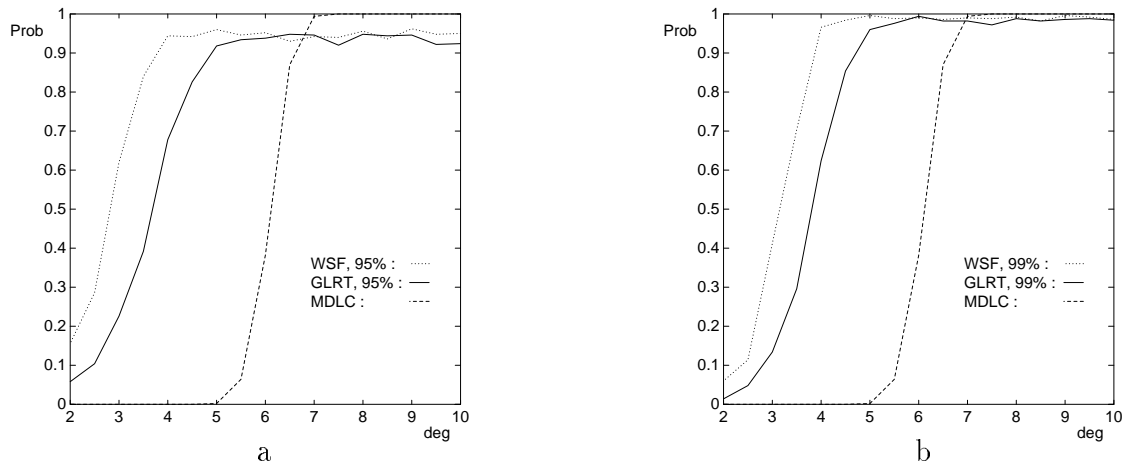 Prob
1
0.9
0.8
0.7
0.6
0.5
0.4
0.3
0.2
0.1
0
WSF, 95% :
GLRT, 95% :
MDLC :
2 3 4 5 6 7 8 9 10
deg
a
Prob
1
0.9
0.8
0.7
0.6
0.5
0.4
0.3
0.2
0.1
0
WSF, 99% :
GLRT, 99% :
MDLC :
2 3 4 5 6 7 8 9 10
deg
b